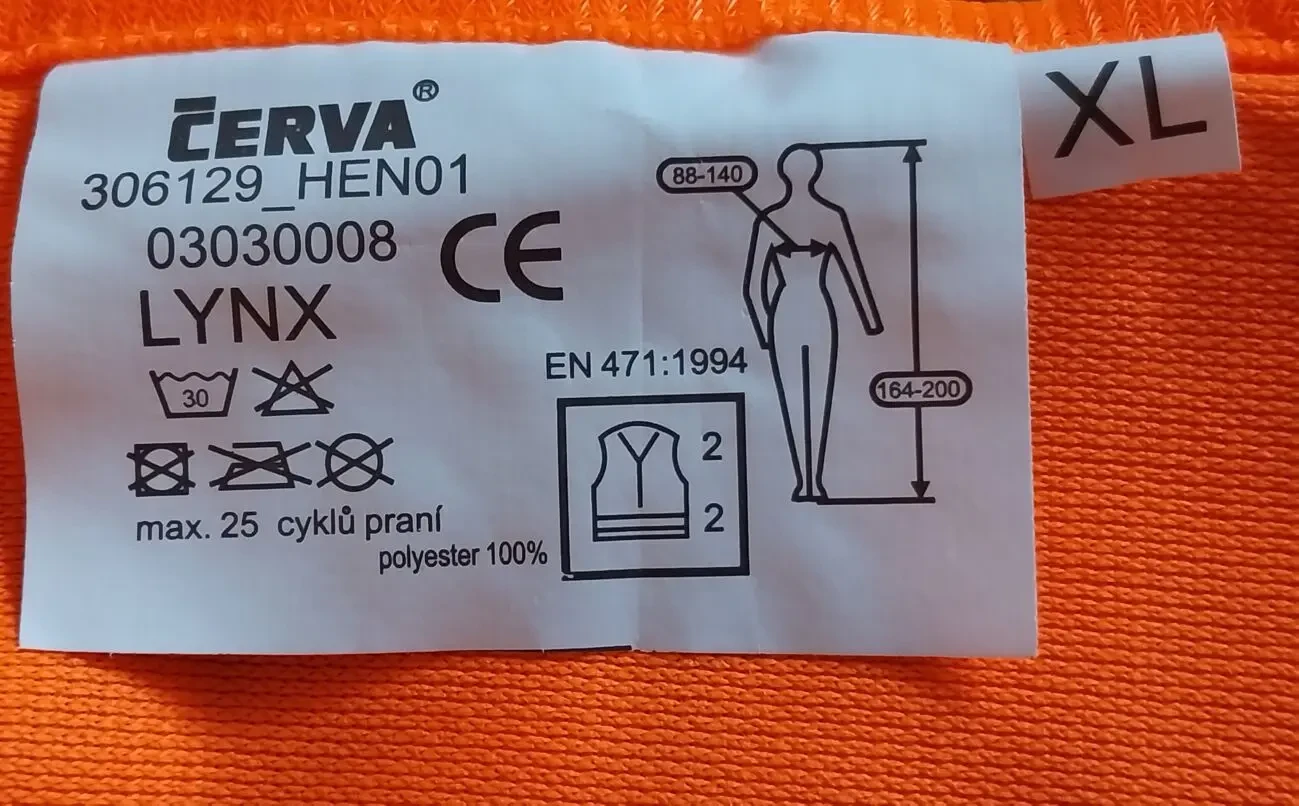 ČERVA®
306129_HEN01
03030008
CE
LYNX
30
max. 25 cyklů praní
polyester 100%
EN 471:1994
2
2
88-140
164-200
XL